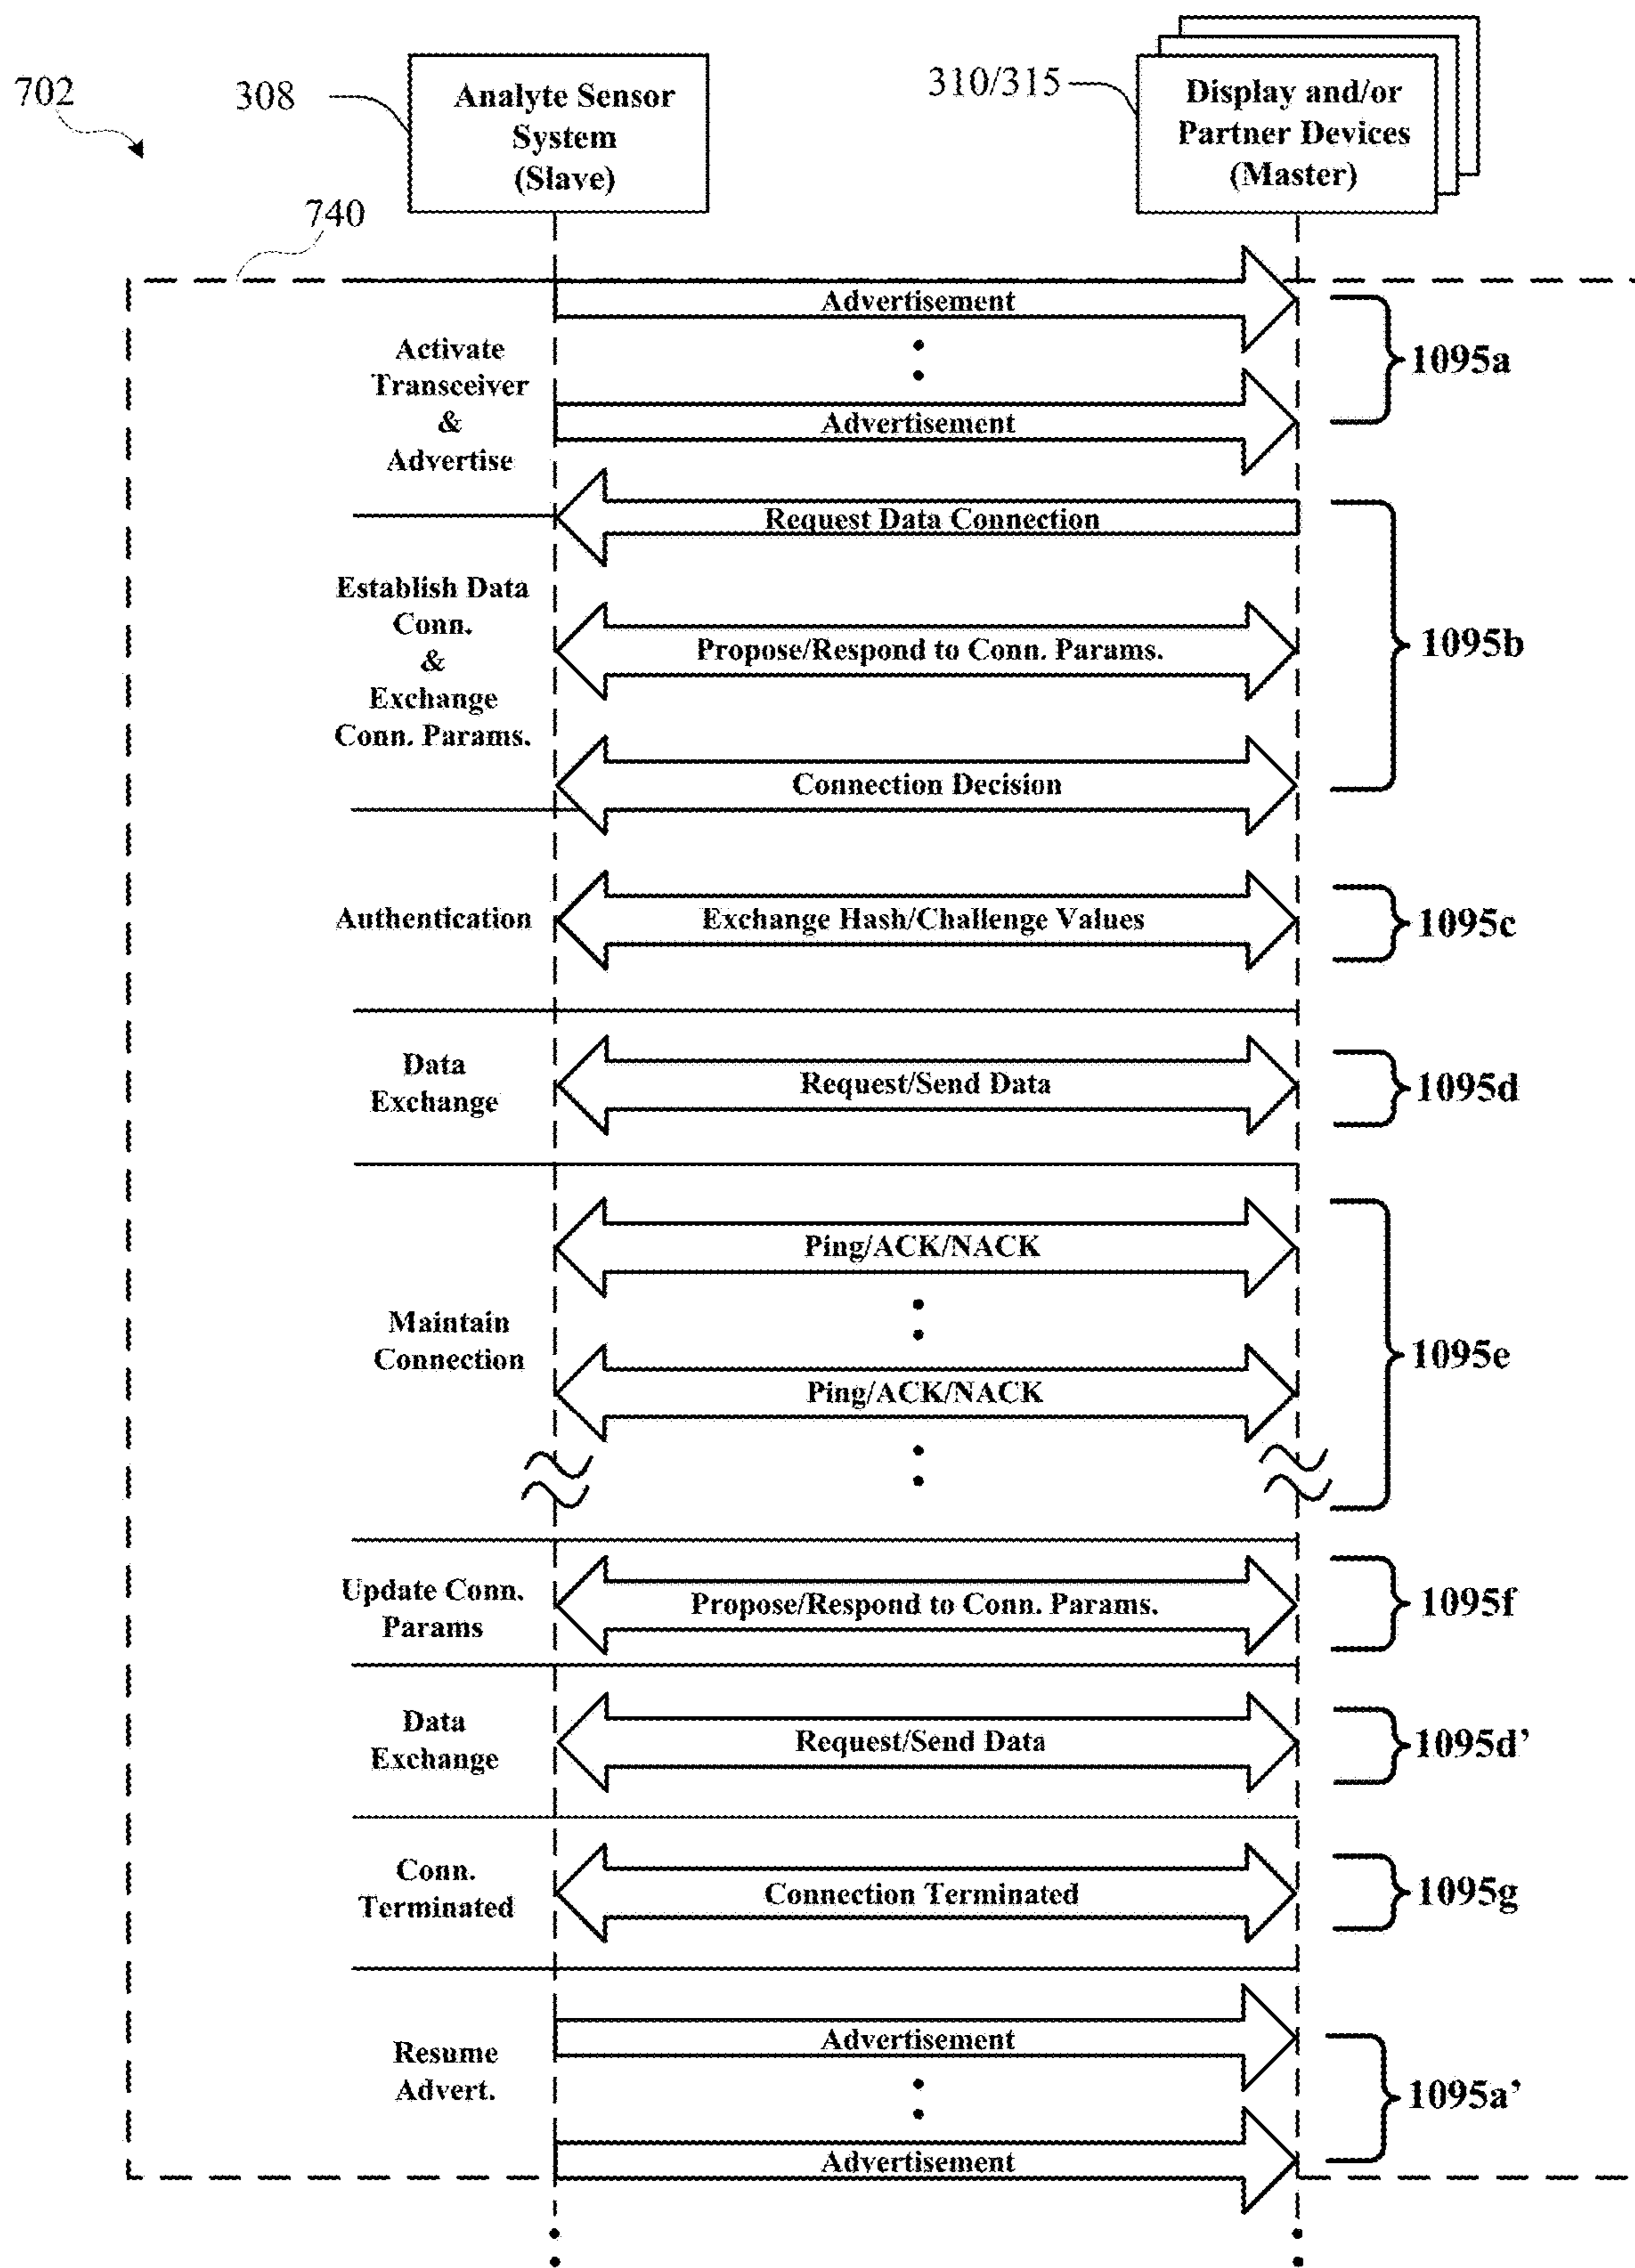 702
308
Analyte Sensor
System
(Slave)
310/315
Display and/or
Partner Devices
(Master)
740
Advertisement
1095a
Activate
Transceiver
&
Advertise
Advertisement
Request Data Connection
Establish Data
Conn.
&
Exchange
Conn. Params.
Propose/Respond to Conn. Params.
1095b
Connection Decision
Authentication
Exchange Hash/Challenge Values
1095c
Data
Exchange
Request/Send Data
1095d
Ping/ACK/NACK
Maintain
Connection
1095e
Ping/ACK/NACK
Update Conn.
Params
Propose/Respond to Conn. Params.
1095f
Data
Exchange
Request/Send Data
1095d’
Conn.
Terminated
Connection Terminated
1095g
Advertisement
Resume
Advert.
1095a’
Advertisement